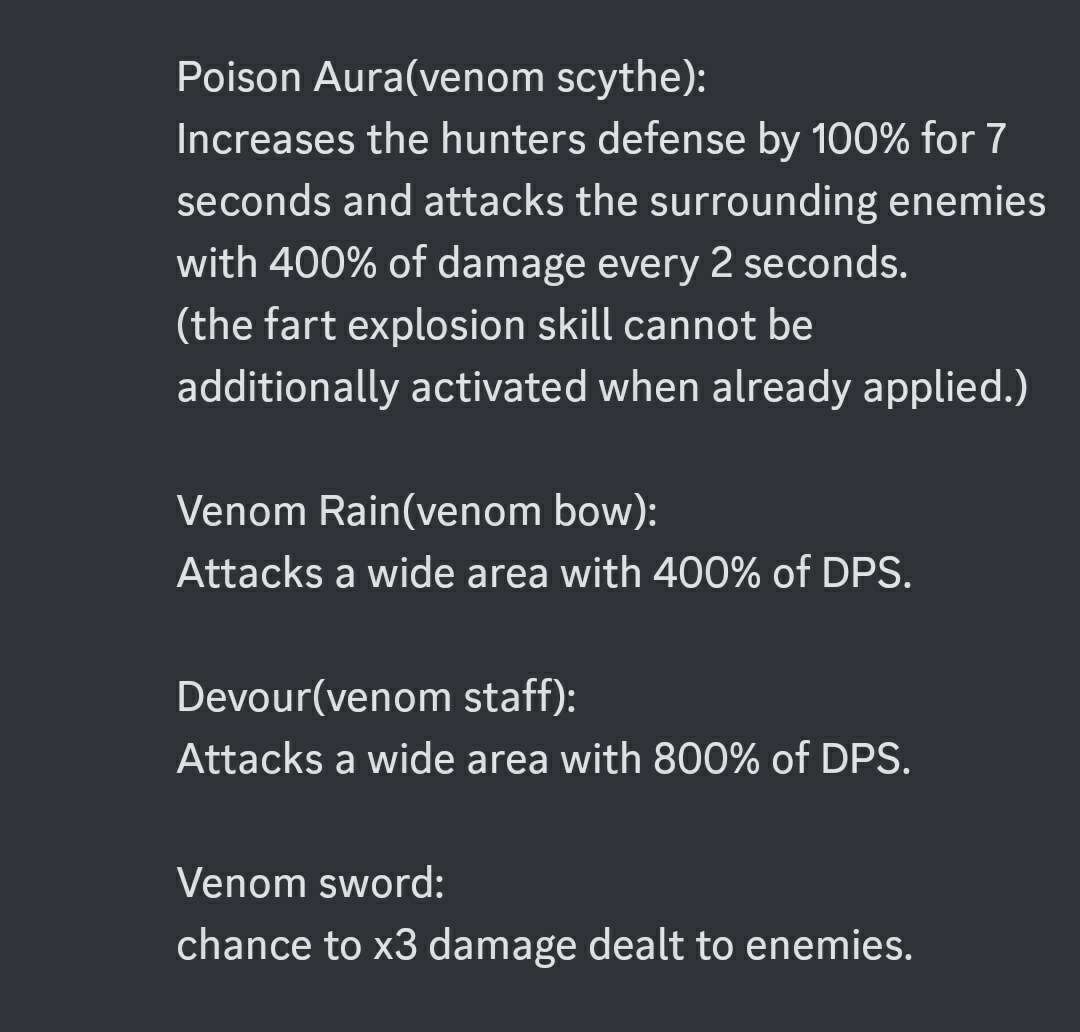 Poison Aura(venom scythe):
Increases the hunters defense by 100% for 7
seconds and attacks the surrounding enemies
with 400% of damage every 2 seconds.
(the fart explosion skill cannot be
additionally activated when already applied.)
Venom Rain(venom bow):
Attacks a wide area with 400% of DPS.
Devour(venom staff):
Attacks a wide area with 800% of DPS.
Venom sword:
chance to x3 damage dealt to enemies.